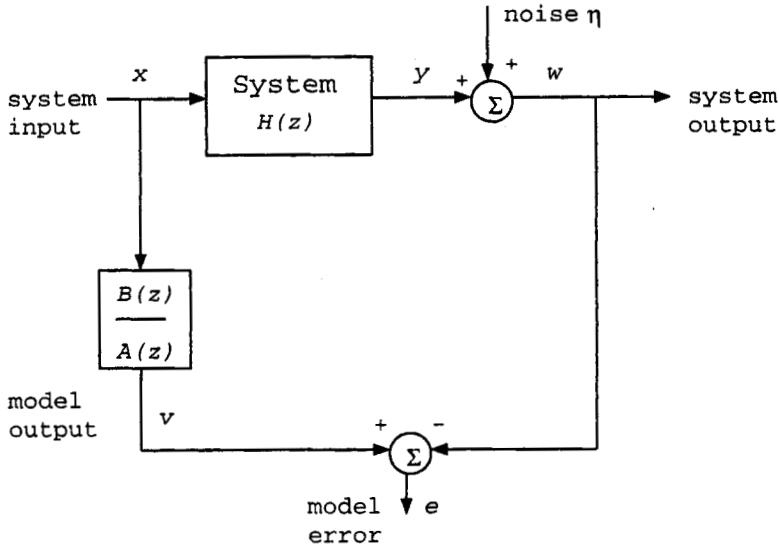 noise η
x
System
H(z)
y
+
+
Σ
w
system
input
system
output
B(z)
A(z)
model
output
v
+
-
Σ
model
error
e